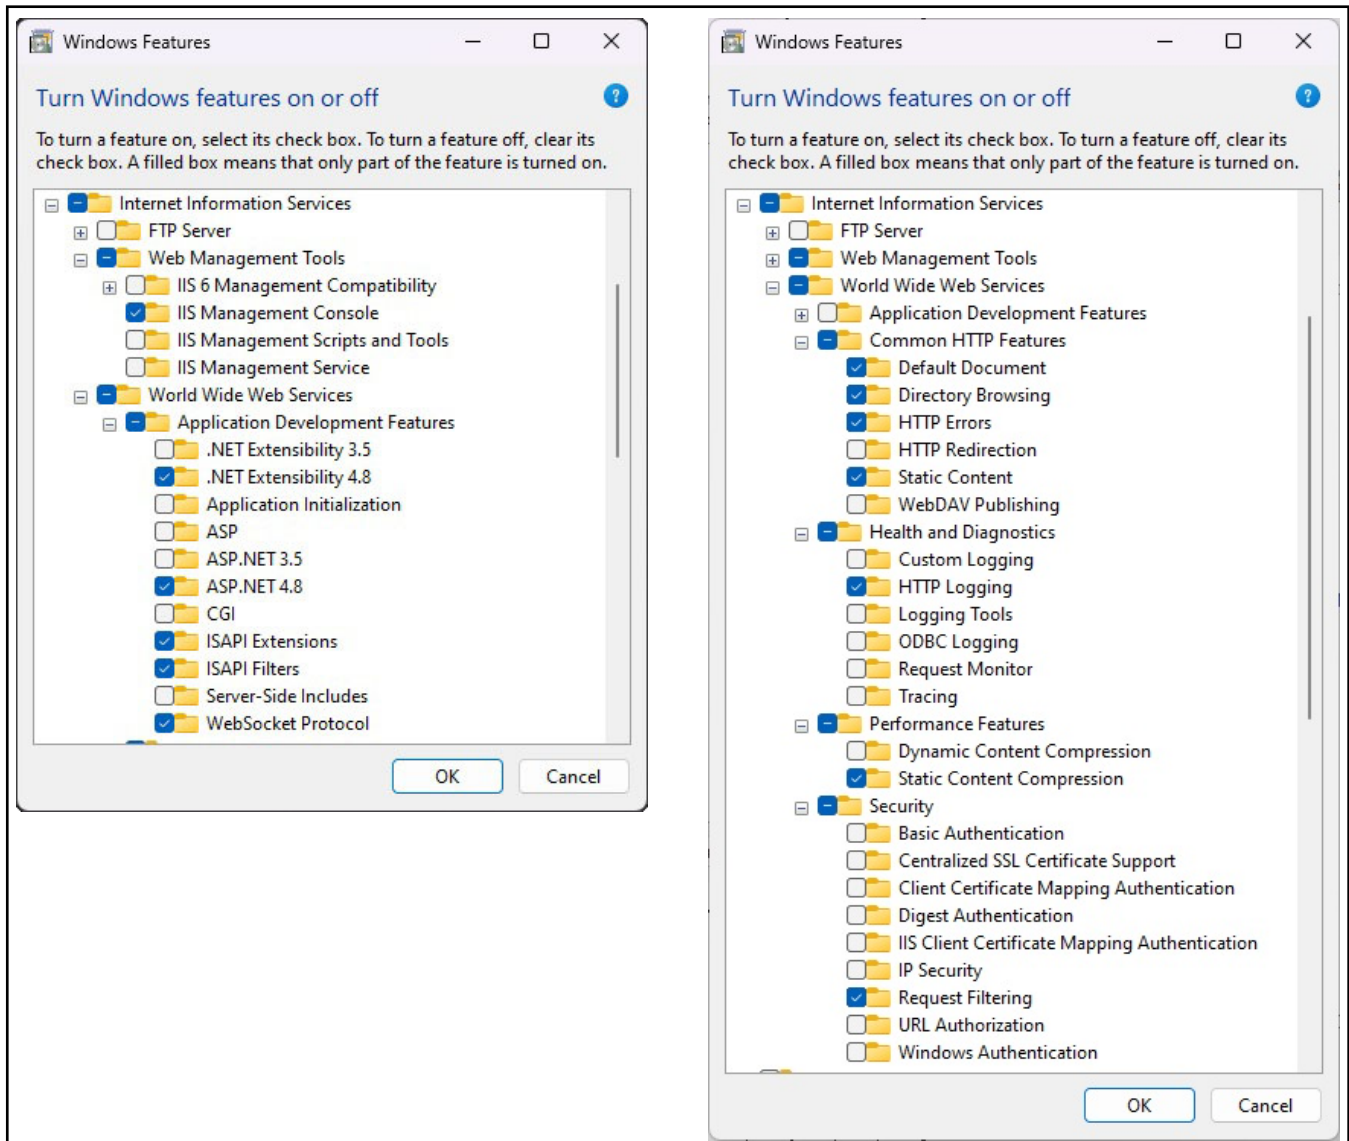 Windows Features
Turn Windows features on or off
?
To turn a feature on, select its check box. To turn a feature off, clear its
check box. A filled box means that only part of the feature is turned on.
Internet Information Services
FTP Server
Web Management Tools
IIS 6 Management Compatibility
IIS Management Console
IIS Management Scripts and Tools
IIS Management Service
World Wide Web Services
Application Development Features
.NET Extensibility 3.5
.NET Extensibility 4.8
Application Initialization
ASP
ASP.NET 3.5
ASP.NET 4.8
CGI
ISAPI Extensions
ISAPI Filters
Server-Side Includes
WebSocket Protocol
OK
Cancel
Windows Features
Turn Windows features on or off
?
To turn a feature on, select its check box. To turn a feature off, clear its
check box. A filled box means that only part of the feature is turned on.
Internet Information Services
FTP Server
Web Management Tools
World Wide Web Services
Application Development Features
Common HTTP Features
Default Document
Directory Browsing
HTTP Errors
HTTP Redirection
Static Content
WebDAV Publishing
Health and Diagnostics
Custom Logging
HTTP Logging
Logging Tools
ODBC Logging
Request Monitor
Tracing
Performance Features
Dynamic Content Compression
Static Content Compression
Security
Basic Authentication
Centralized SSL Certificate Support
Client Certificate Mapping Authentication
Digest Authentication
IIS Client Certificate Mapping Authentication
IP Security
Request Filtering
URL Authorization
Windows Authentication
OK
Cancel